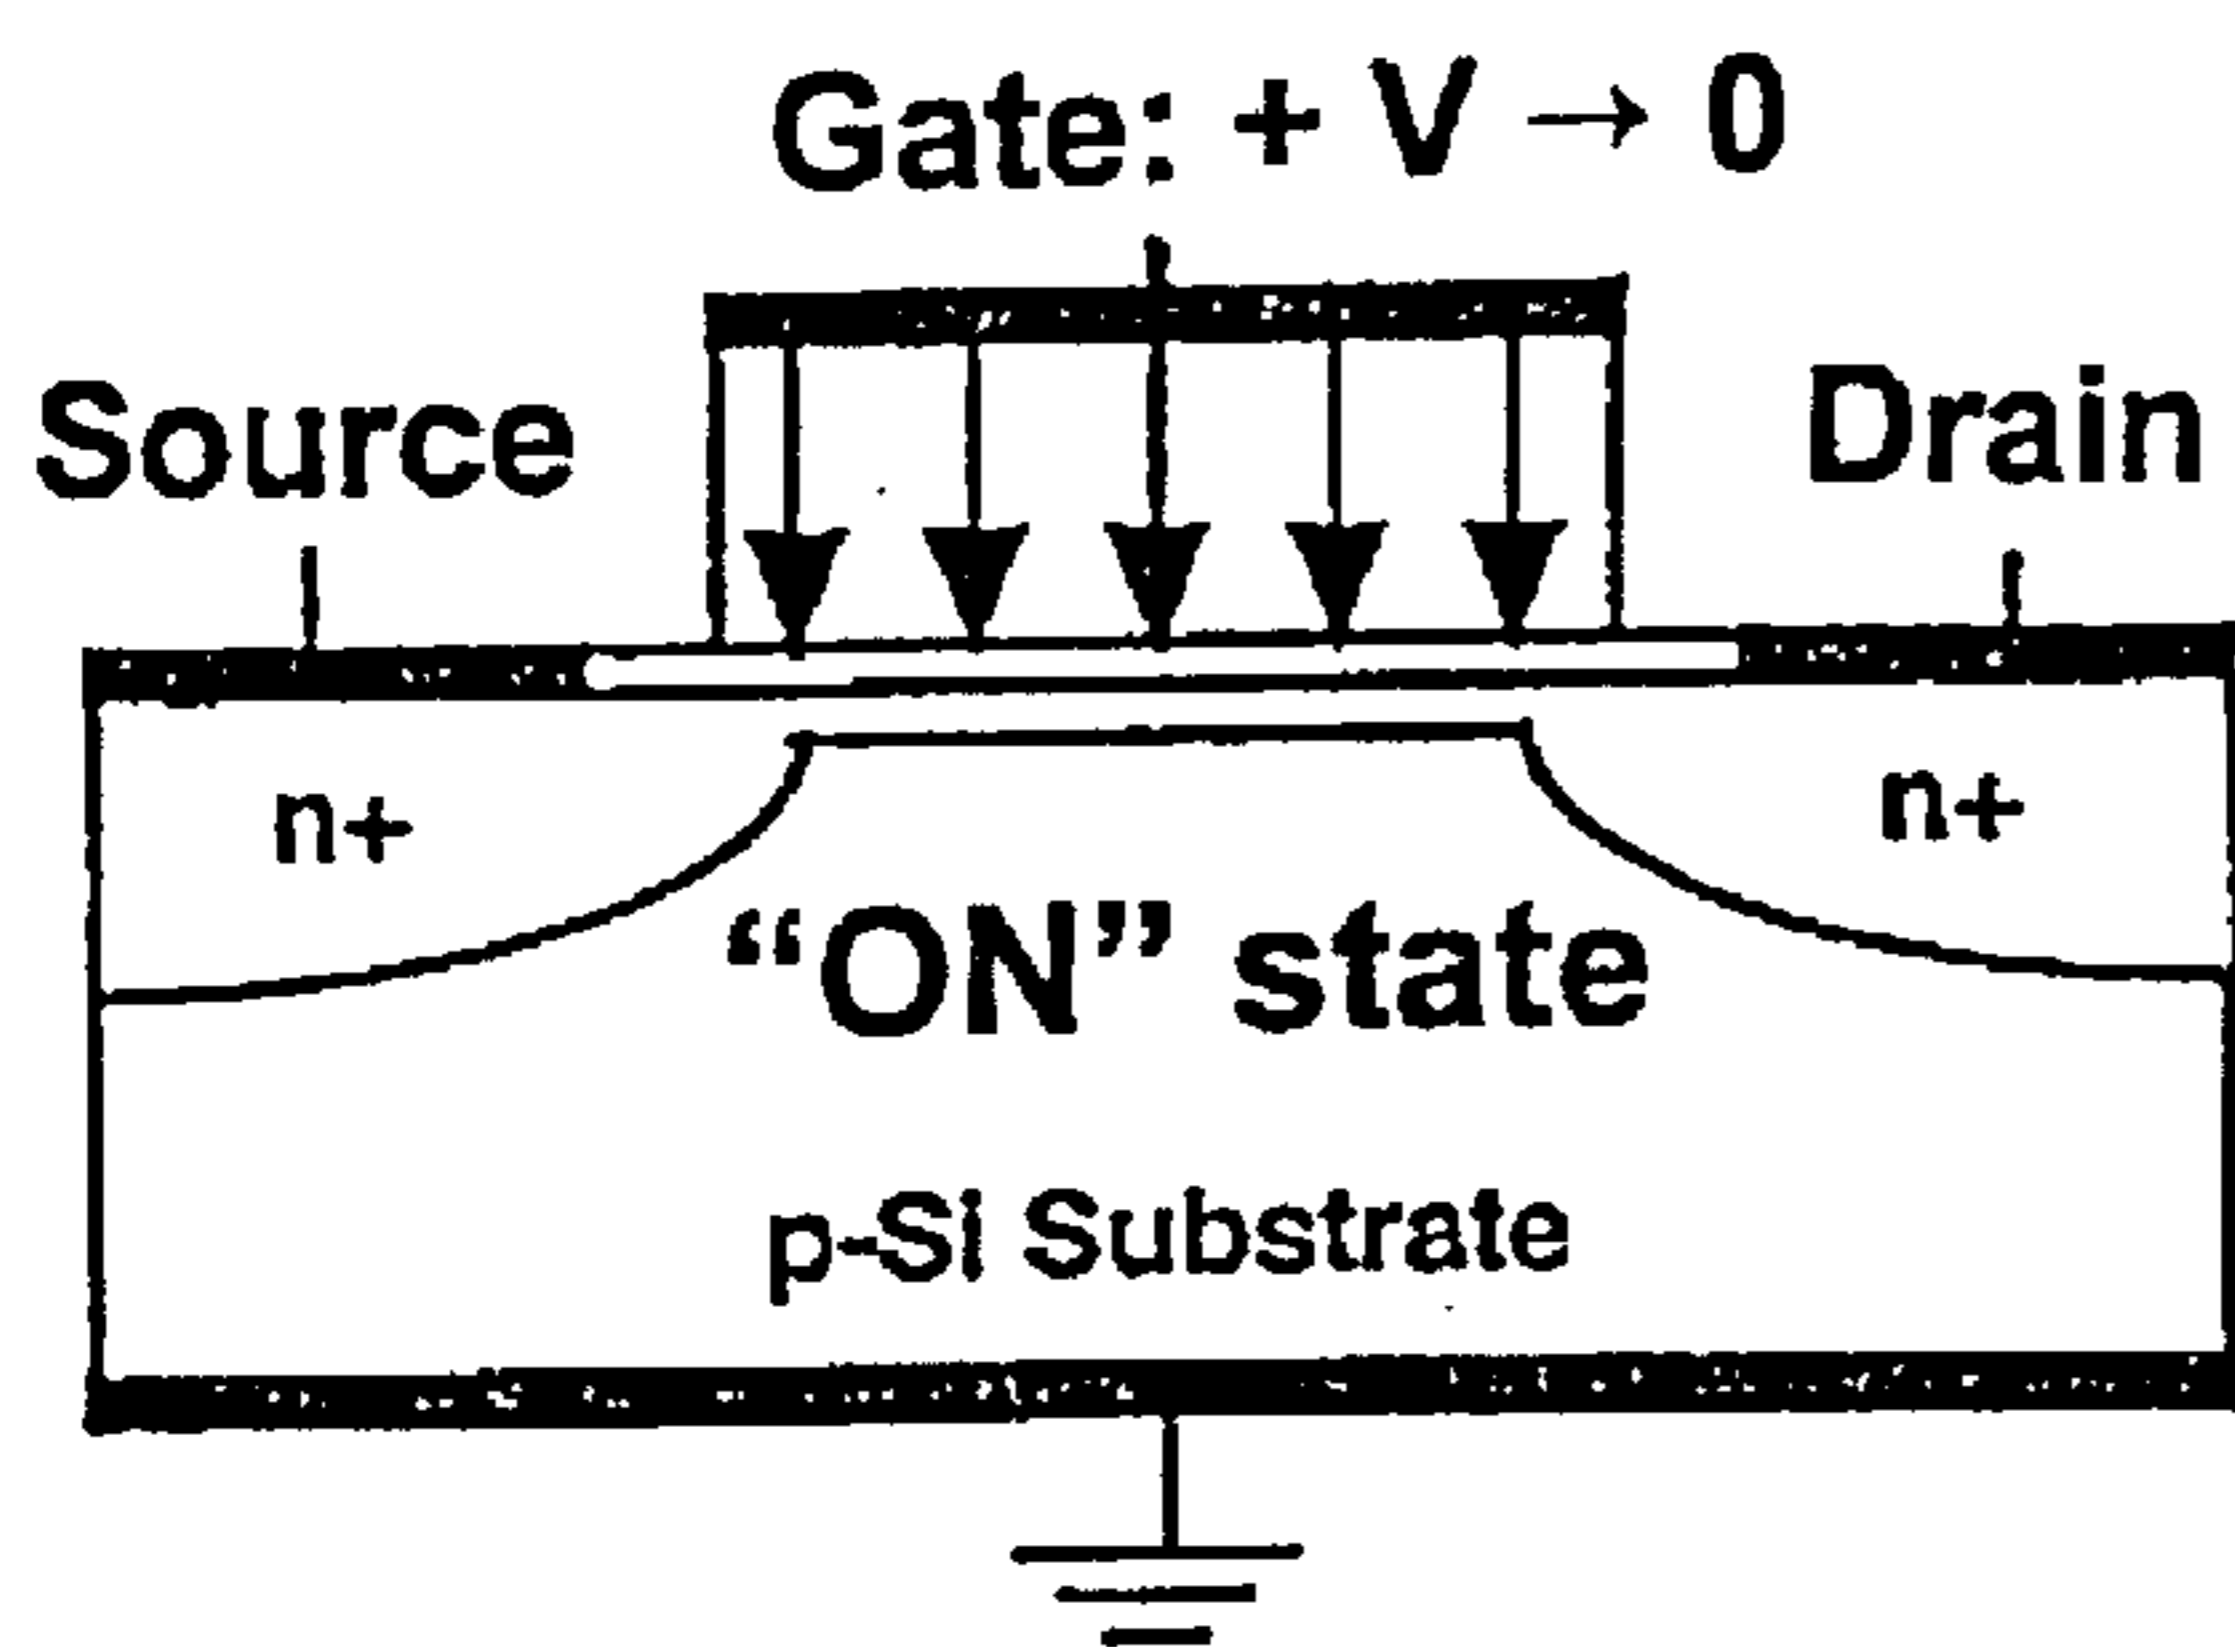 Gate: + V → 0
Source
Drain
n+
n+
“ON” state
p-Si Substrate